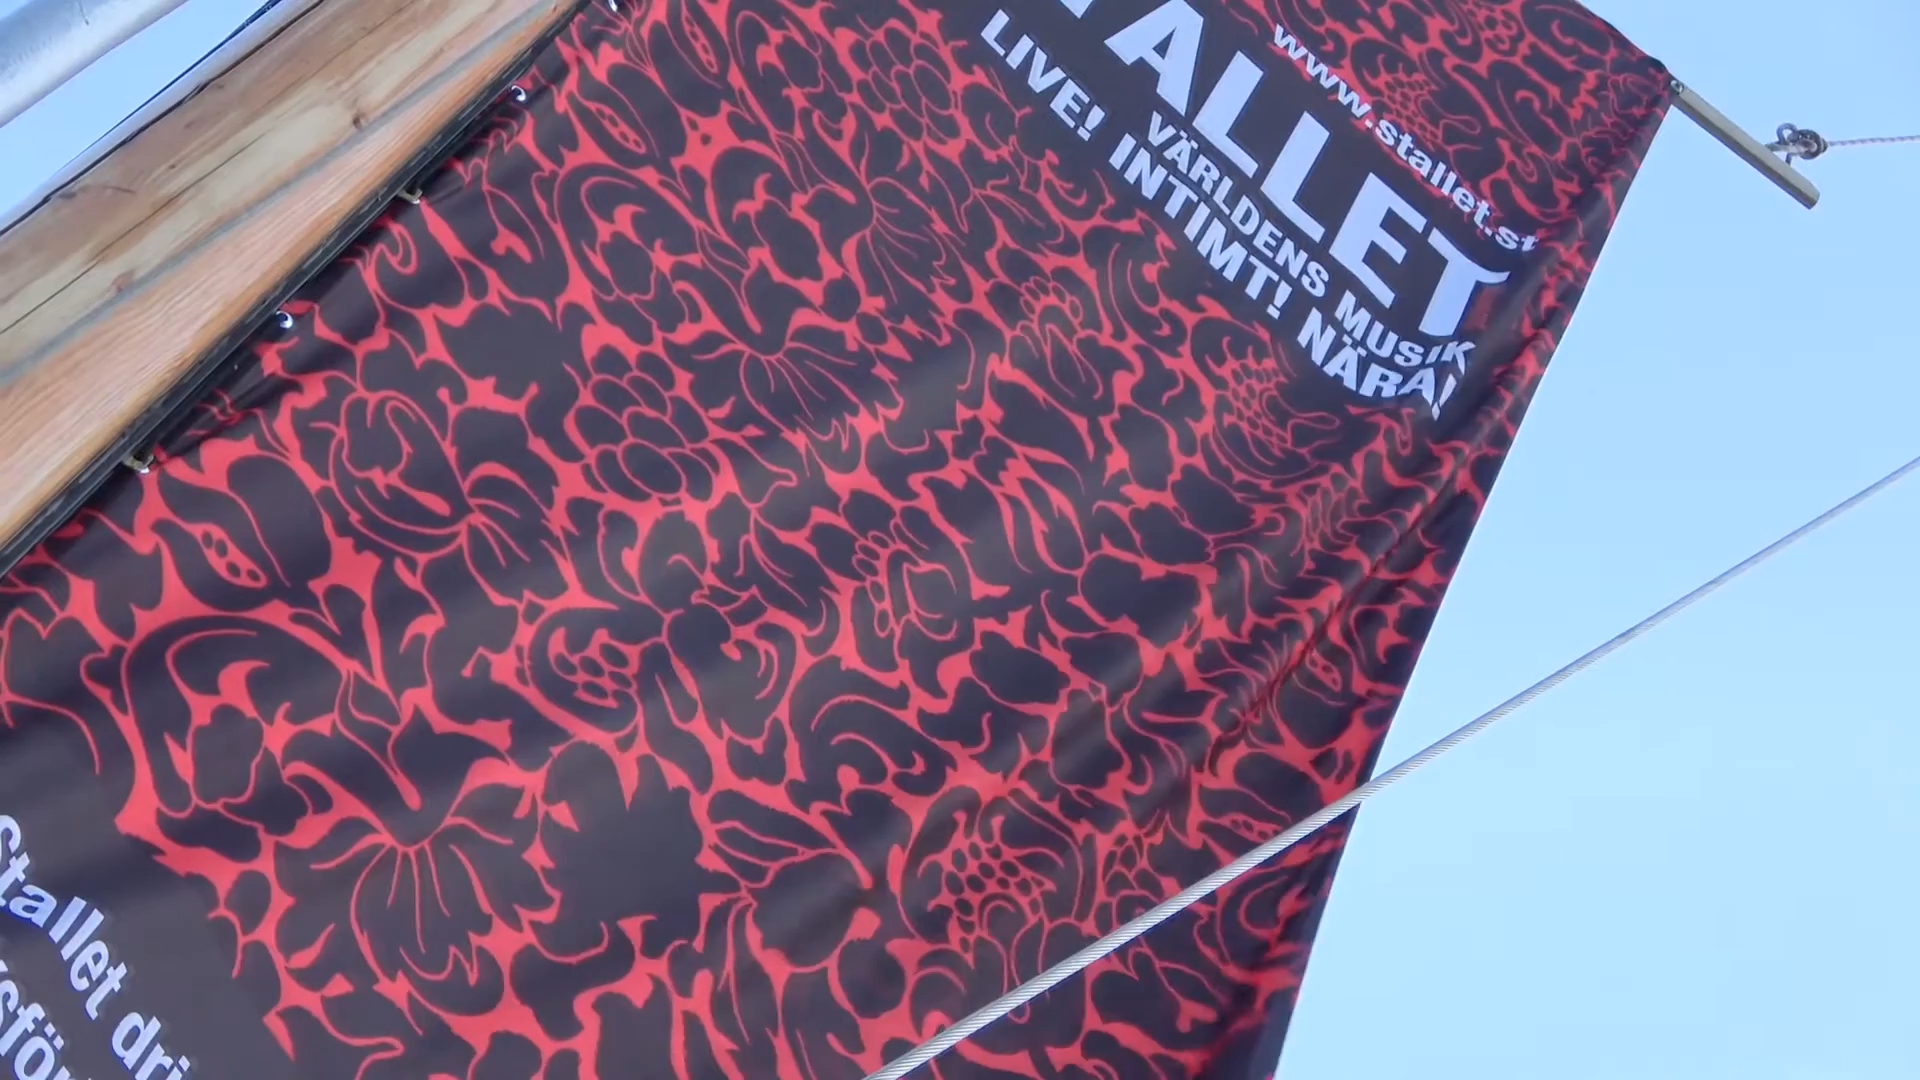 www.stallet.st
TALLET
VÄRLDENS MUSIK
LIVE! INTIMT! NÄRA!
Stallet dri
sför